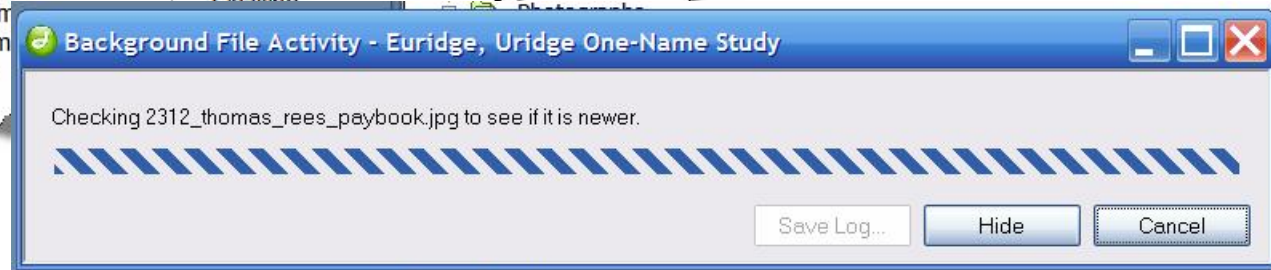 Photographs
Background File Activity - Euridge, Uridge One-Name Study
Checking 2312_thomas_rees_paybook.jpg to see if it is newer.
Save Log... Hide Cancel